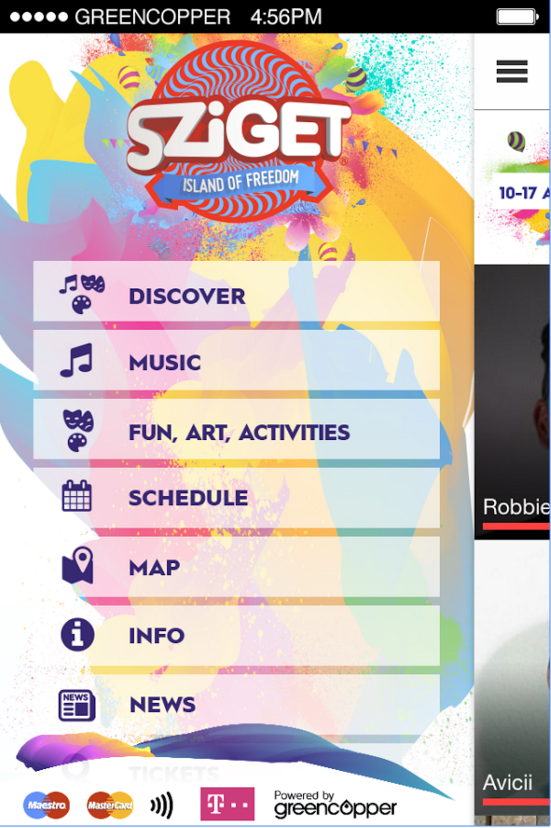 GREENCOPPER 4:56PM
SZIGET
ISLAND OF FREEDOM
10-17 A
DISCOVER
MUSIC
FUN, ART, ACTIVITIES
SCHEDULE
MAP
INFO
NEWS
NEWS
TICKETS
Robbie
Avicii
Maestro
MasterCard
T
Powered by
greencopper